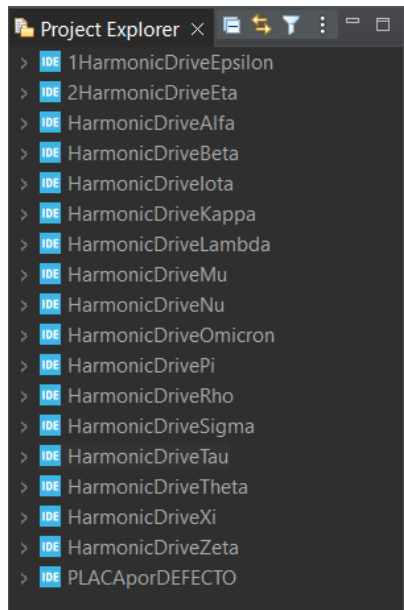 Project Explorer
IDE 1HarmonicDriveEpsilon
IDE 2HarmonicDriveEta
IDE HarmonicDriveAlfa
IDE HarmonicDriveBeta
IDE HarmonicDriveIota
IDE HarmonicDriveKappa
IDE HarmonicDriveLambda
IDE HarmonicDriveMu
IDE HarmonicDriveNu
IDE HarmonicDriveOmicron
IDE HarmonicDrivePi
IDE HarmonicDriveRho
IDE HarmonicDriveSigma
IDE HarmonicDriveTau
IDE HarmonicDriveTheta
IDE HarmonicDriveXi
IDE HarmonicDriveZeta
IDE PLACAporDEFECTO